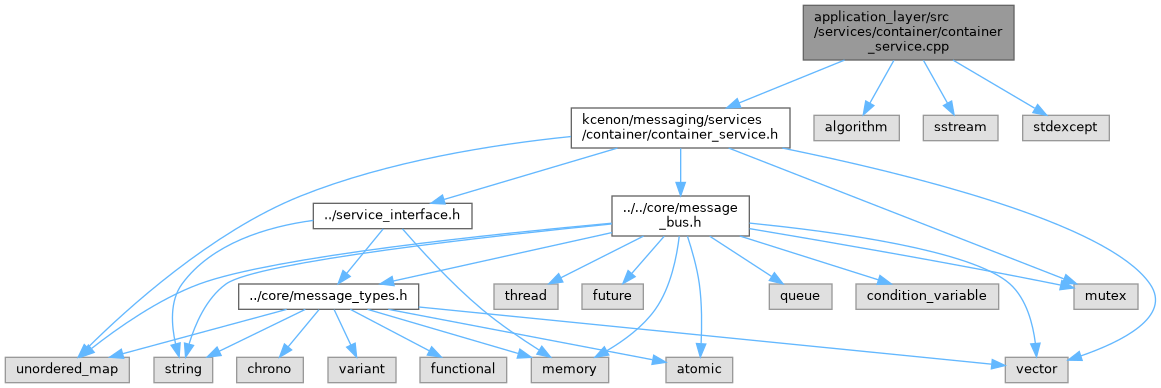 application_layer/src
/services/container/container
_service.cpp
kcenon/messaging/services
/container/container_service.h
algorithm
sstream
stdexcept
../service_interface.h
../../core/message
_bus.h
../core/message_types.h
thread
future
queue
condition_variable
mutex
unordered_map
string
chrono
variant
functional
memory
atomic
vector